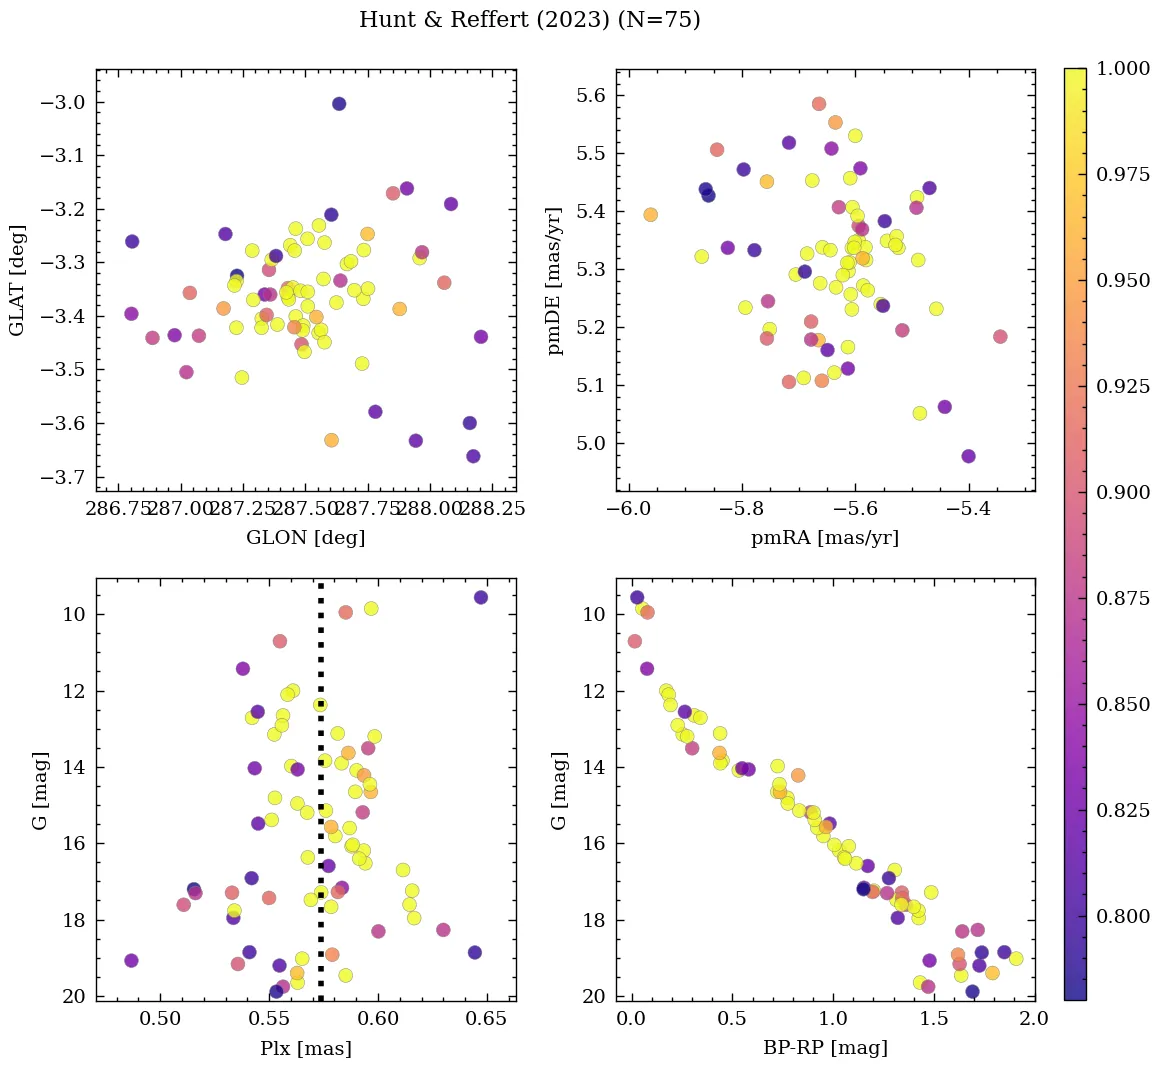 Hunt & Reffert (2023) (N=75)
−3.0
−3.1
−3.2
−3.3
−3.4
−3.5
−3.6
−3.7
GLAT [deg]
286.75 287.00 287.25 287.50 287.75 288.00 288.25
GLON [deg]
5.6
5.5
5.4
5.3
5.2
5.1
5.0
pmDE [mas/yr]
−6.0 −5.8 −5.6 −5.4
pmRA [mas/yr]
10
12
14
16
18
20
G [mag]
0.50 0.55 0.60 0.65
Plx [mas]
10
12
14
16
18
20
G [mag]
0.0 0.5 1.0 1.5 2.0
BP-RP [mag]
1.000
0.975
0.950
0.925
0.900
0.875
0.850
0.825
0.800